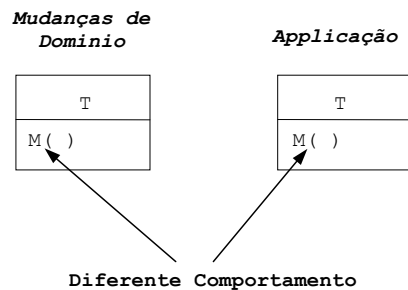 Mudanças de
Dominio
Applicação
T
T
M( )
M( )
Diferente Comportamento